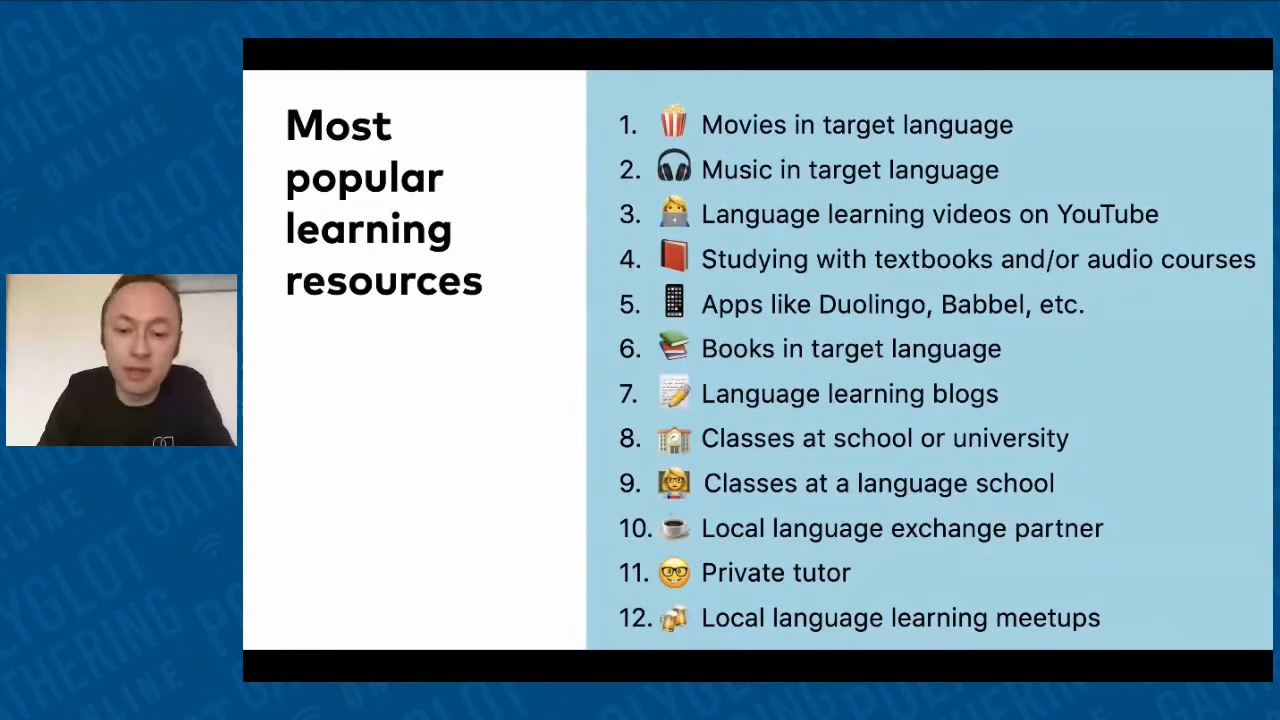 Most
popular
learning
resources
1. Movies in target language
2. Music in target language
3. Language learning videos on YouTube
4. Studying with textbooks and/or audio courses
5. Apps like Duolingo, Babbel, etc.
6. Books in target language
7. Language learning blogs
8. Classes at school or university
9. Classes at a language school
10. Local language exchange partner
11. Private tutor
12. Local language learning meetups
POLYGLOT
GATHERING
ONLINE